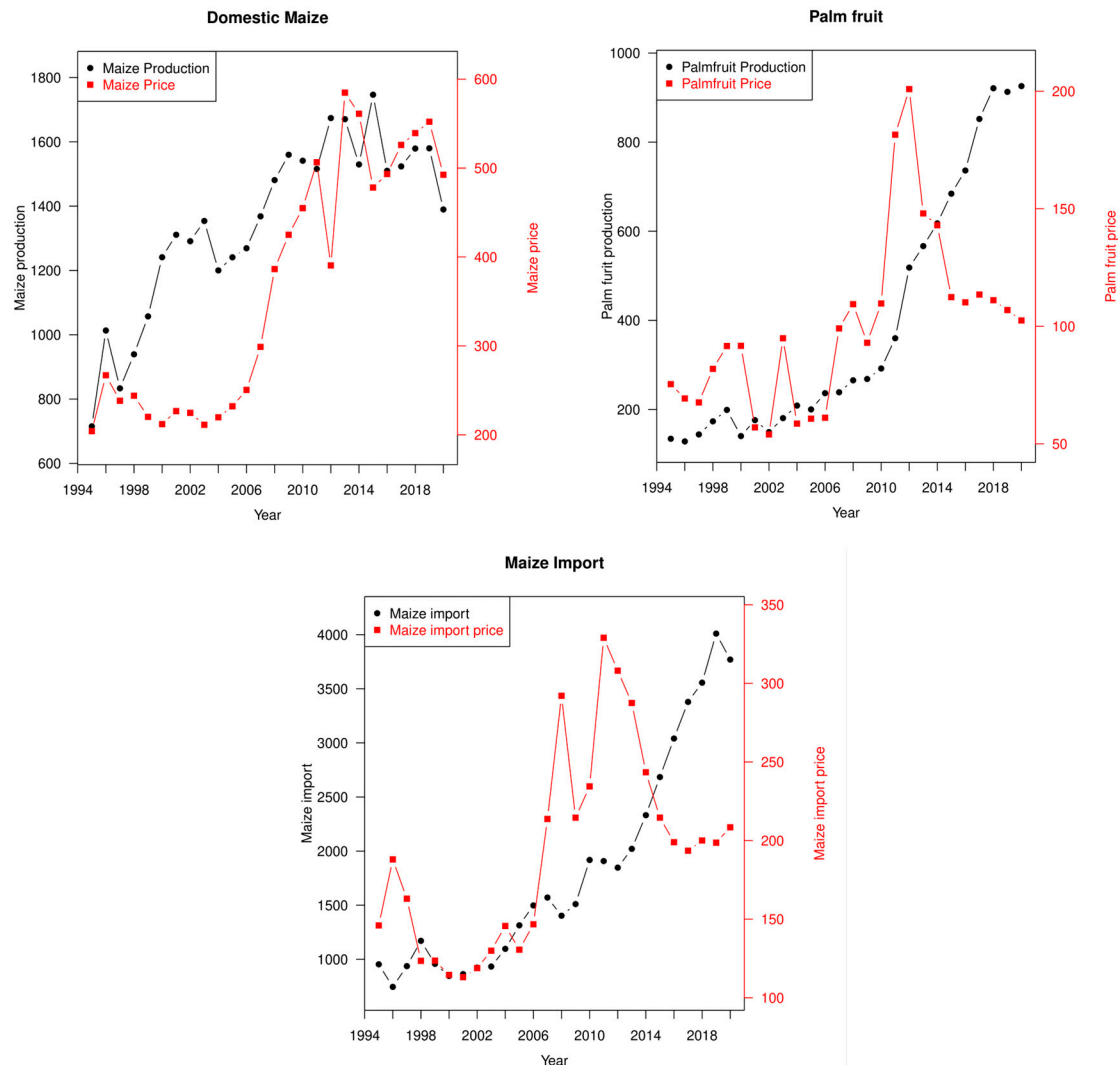 Domestic Maize
Maize Production
Maize Price
1800
1600
1400
1200
1000
800
600
Maize production
600
500
400
300
200
Maize price
1994 1998 2002 2006 2010 2014 2018
Year
Palm fruit
Palmfruit Production
Palmfruit Price
1000
800
600
400
200
Palm furit production
200
150
100
50
Palm fruit price
1994 1998 2002 2006 2010 2014 2018
Year
Maize Import
Maize import
Maize import price
4000
3500
3000
2500
2000
1500
1000
Maize import
350
300
250
200
150
100
Maize import price
1994 1998 2002 2006 2010 2014 2018
Year